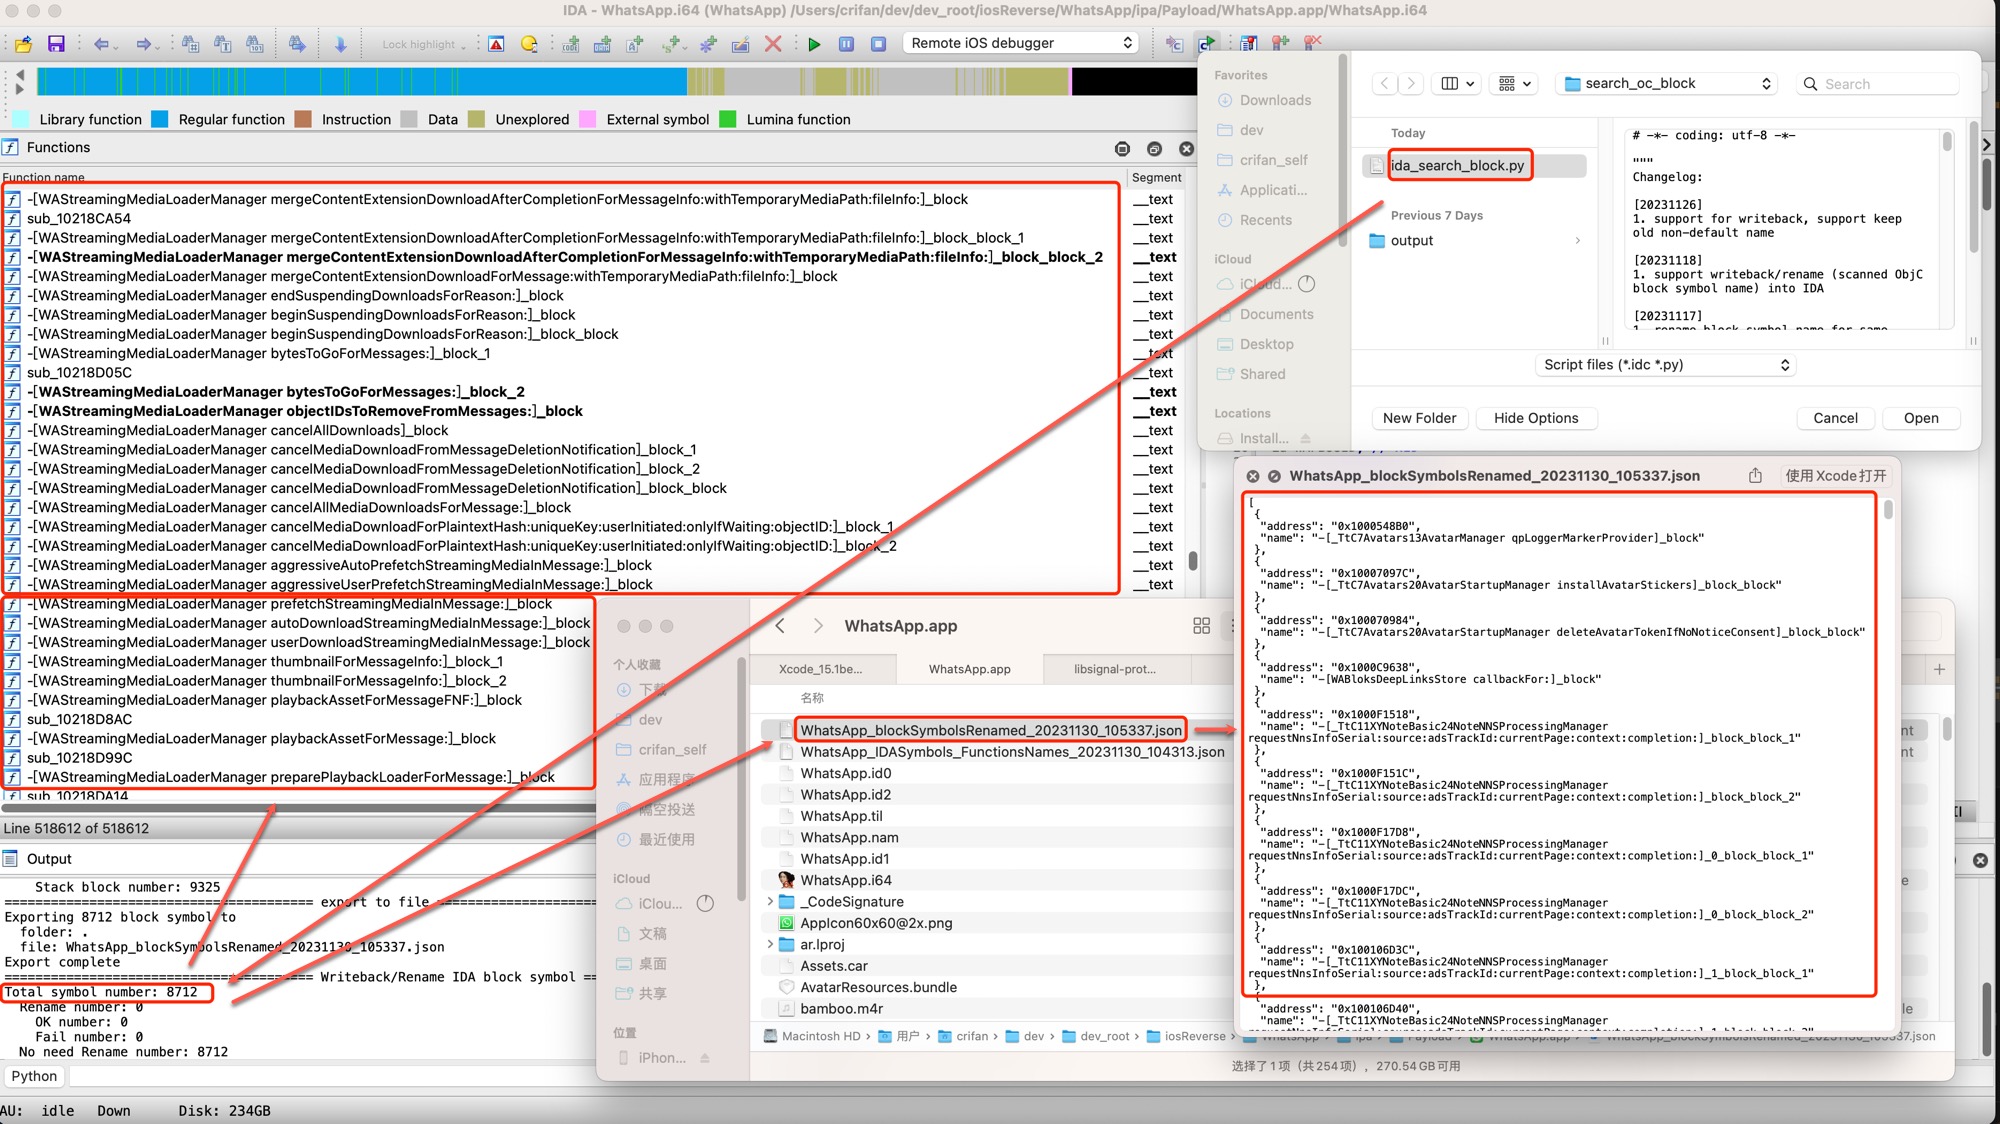 IDA - WhatsApp.i64 (WhatsApp) /Users/crifan/dev/dev_root/iosReverse/WhatsApp/ipa/Payload/WhatsApp.app/WhatsApp.i64
Lock highlight
Remote iOS debugger
Library function Regular function Instruction Data Unexplored External symbol Lumina function
Functions
Function name Segment
-[WAStreamingMediaLoaderManager mergeContentExtensionDownloadAfterCompletionForMessageInfo:withTemporaryMediaPath:fileInfo:]_block __text
sub_10218CA54 __text
-[WAStreamingMediaLoaderManager mergeContentExtensionDownloadAfterCompletionForMessageInfo:withTemporaryMediaPath:fileInfo:]_block_block_1 __text
-[WAStreamingMediaLoaderManager mergeContentExtensionDownloadAfterCompletionForMessageInfo:withTemporaryMediaPath:fileInfo:]_block_block_2 __text
-[WAStreamingMediaLoaderManager mergeContentExtensionDownloadForMessage:withTemporaryMediaPath:fileInfo:]_block __text
-[WAStreamingMediaLoaderManager endSuspendingDownloadsForReason:]_block __text
-[WAStreamingMediaLoaderManager beginSuspendingDownloadsForReason:]_block __text
-[WAStreamingMediaLoaderManager beginSuspendingDownloadsForReason:]_block_block __text
-[WAStreamingMediaLoaderManager bytesToGoForMessages:]_block_1 __text
sub_10218D05C __text
-[WAStreamingMediaLoaderManager bytesToGoForMessages:]_block_2 __text
-[WAStreamingMediaLoaderManager objectIDsToRemoveFromMessages:]_block __text
-[WAStreamingMediaLoaderManager cancelAllDownloads]_block __text
-[WAStreamingMediaLoaderManager cancelMediaDownloadFromMessageDeletionNotification]_block_1 __text
-[WAStreamingMediaLoaderManager cancelMediaDownloadFromMessageDeletionNotification]_block_2 __text
-[WAStreamingMediaLoaderManager cancelMediaDownloadFromMessageDeletionNotification]_block_block __text
-[WAStreamingMediaLoaderManager cancelAllMediaDownloadsForMessage:]_block __text
-[WAStreamingMediaLoaderManager cancelMediaDownloadForPlaintextHash:uniqueKey:userInitiated:onlyIfWaiting:objectID:]_block_1 __text
-[WAStreamingMediaLoaderManager cancelMediaDownloadForPlaintextHash:uniqueKey:userInitiated:onlyIfWaiting:objectID:]_block_2 __text
-[WAStreamingMediaLoaderManager aggressiveAutoPrefetchStreamingMediaInMessage:]_block __text
-[WAStreamingMediaLoaderManager aggressiveUserPrefetchStreamingMediaInMessage:]_block __text
-[WAStreamingMediaLoaderManager prefetchStreamingMediaInMessage:]_block
-[WAStreamingMediaLoaderManager autoDownloadStreamingMediaInMessage:]_block
-[WAStreamingMediaLoaderManager userDownloadStreamingMediaInMessage:]_block
-[WAStreamingMediaLoaderManager thumbnailForMessageInfo:]_block_1
-[WAStreamingMediaLoaderManager thumbnailForMessageInfo:]_block_2
-[WAStreamingMediaLoaderManager playbackAssetForMessageFNF:]_block
sub_10218D8AC
-[WAStreamingMediaLoaderManager playbackAssetForMessage:]_block
sub_10218D99C
-[WAStreamingMediaLoaderManager preparePlaybackLoaderForMessage:]_block
sub_10218DA14
Line 518612 of 518612
Output
Stack block number: 9325
==================================== export to file ====================
Exporting 8712 block symbol to
folder: .
file: WhatsApp_blockSymbolsRenamed_20231130_105337.json
Export complete
==================================== Writeback/Rename IDA block symbol ==
Total symbol number: 8712
Rename number: 0
OK number: 0
Fail number: 0
No need Rename number: 8712
Python
AU: idle Down Disk: 234GB
Favorites
Downloads
dev
crifan_self
Applicati...
Recents
iCloud
iCloud...
Documents
Desktop
Shared
Locations
Install...
search_oc_block
Search
Today
ida_search_block.py
Previous 7 Days
output
# -*- coding: utf-8 -*-
"""
Changelog:
[20231126]
1. support for writeback, support keep
old non-default name
[20231118]
1. support writeback/rename (scanned ObjC
block symbol name) into IDA
[20231117]
1. rename block symbol name for same
Script files (*.idc *.py)
New Folder Hide Options Cancel Open
WhatsApp_blockSymbolsRenamed_20231130_105337.json 使用 Xcode 打开
[
{
"address": "0x1000548B0",
"name": "-[_TtC7Avatars13AvatarManager qpLoggerMarkerProvider]_block"
},
{
"address": "0x10007097C",
"name": "-[_TtC7Avatars20AvatarStartupManager installAvatarStickers]_block_block"
},
{
"address": "0x100070984",
"name": "-[_TtC7Avatars20AvatarStartupManager deleteAvatarTokenIfNoNoticeConsent]_block_block"
},
{
"address": "0x1000C9638",
"name": "-[WABloksDeepLinksStore callbackFor:]_block"
},
{
"address": "0x1000F1518",
"name": "-[_TtC11XYNoteBasic24NoteNNSProcessingManager
requestNnsInfoSerial:source:adsTrackId:currentPage:context:completion:]_block_block_1"
},
{
"address": "0x1000F151C",
"name": "-[_TtC11XYNoteBasic24NoteNNSProcessingManager
requestNnsInfoSerial:source:adsTrackId:currentPage:context:completion:]_block_block_2"
},
{
"address": "0x1000F17D8",
"name": "-[_TtC11XYNoteBasic24NoteNNSProcessingManager
requestNnsInfoSerial:source:adsTrackId:currentPage:context:completion:]_0_block_block_1"
},
{
"address": "0x1000F17DC",
"name": "-[_TtC11XYNoteBasic24NoteNNSProcessingManager
requestNnsInfoSerial:source:adsTrackId:currentPage:context:completion:]_0_block_block_2"
},
{
"address": "0x100106D3C",
"name": "-[_TtC11XYNoteBasic24NoteNNSProcessingManager
requestNnsInfoSerial:source:adsTrackId:currentPage:context:completion:]_1_block_block_1"
},
{
"address": "0x100106D40",
"name": "-[_TtC11XYNoteBasic24NoteNNSProcessingManager
个人收藏
下载
dev
crifan_self
应用程序
隔空投送
最近使用
iCloud
iClou...
文稿
桌面
共享
位置
iPhon...
WhatsApp.app
Xcode_15.1be... WhatsApp.app libsignal-prot...
名称
WhatsApp_blockSymbolsRenamed_20231130_105337.json
WhatsApp_IDASymbols_FunctionsNames_20231130_104313.json
WhatsApp.id0
WhatsApp.id2
WhatsApp.til
WhatsApp.nam
WhatsApp.id1
WhatsApp.i64
_CodeSignature
AppIcon60x60@2x.png
ar.lproj
Assets.car
AvatarResources.bundle
bamboo.m4r
Macintosh HD › 用户 › crifan › dev › dev_root › iosReverse › WhatsApp › ipa › Payload › WhatsApp.app › WhatsApp_blockSymbolsRenamed_20231130_105337.json
选择了 1 项（共 254 项），270.54 GB 可用